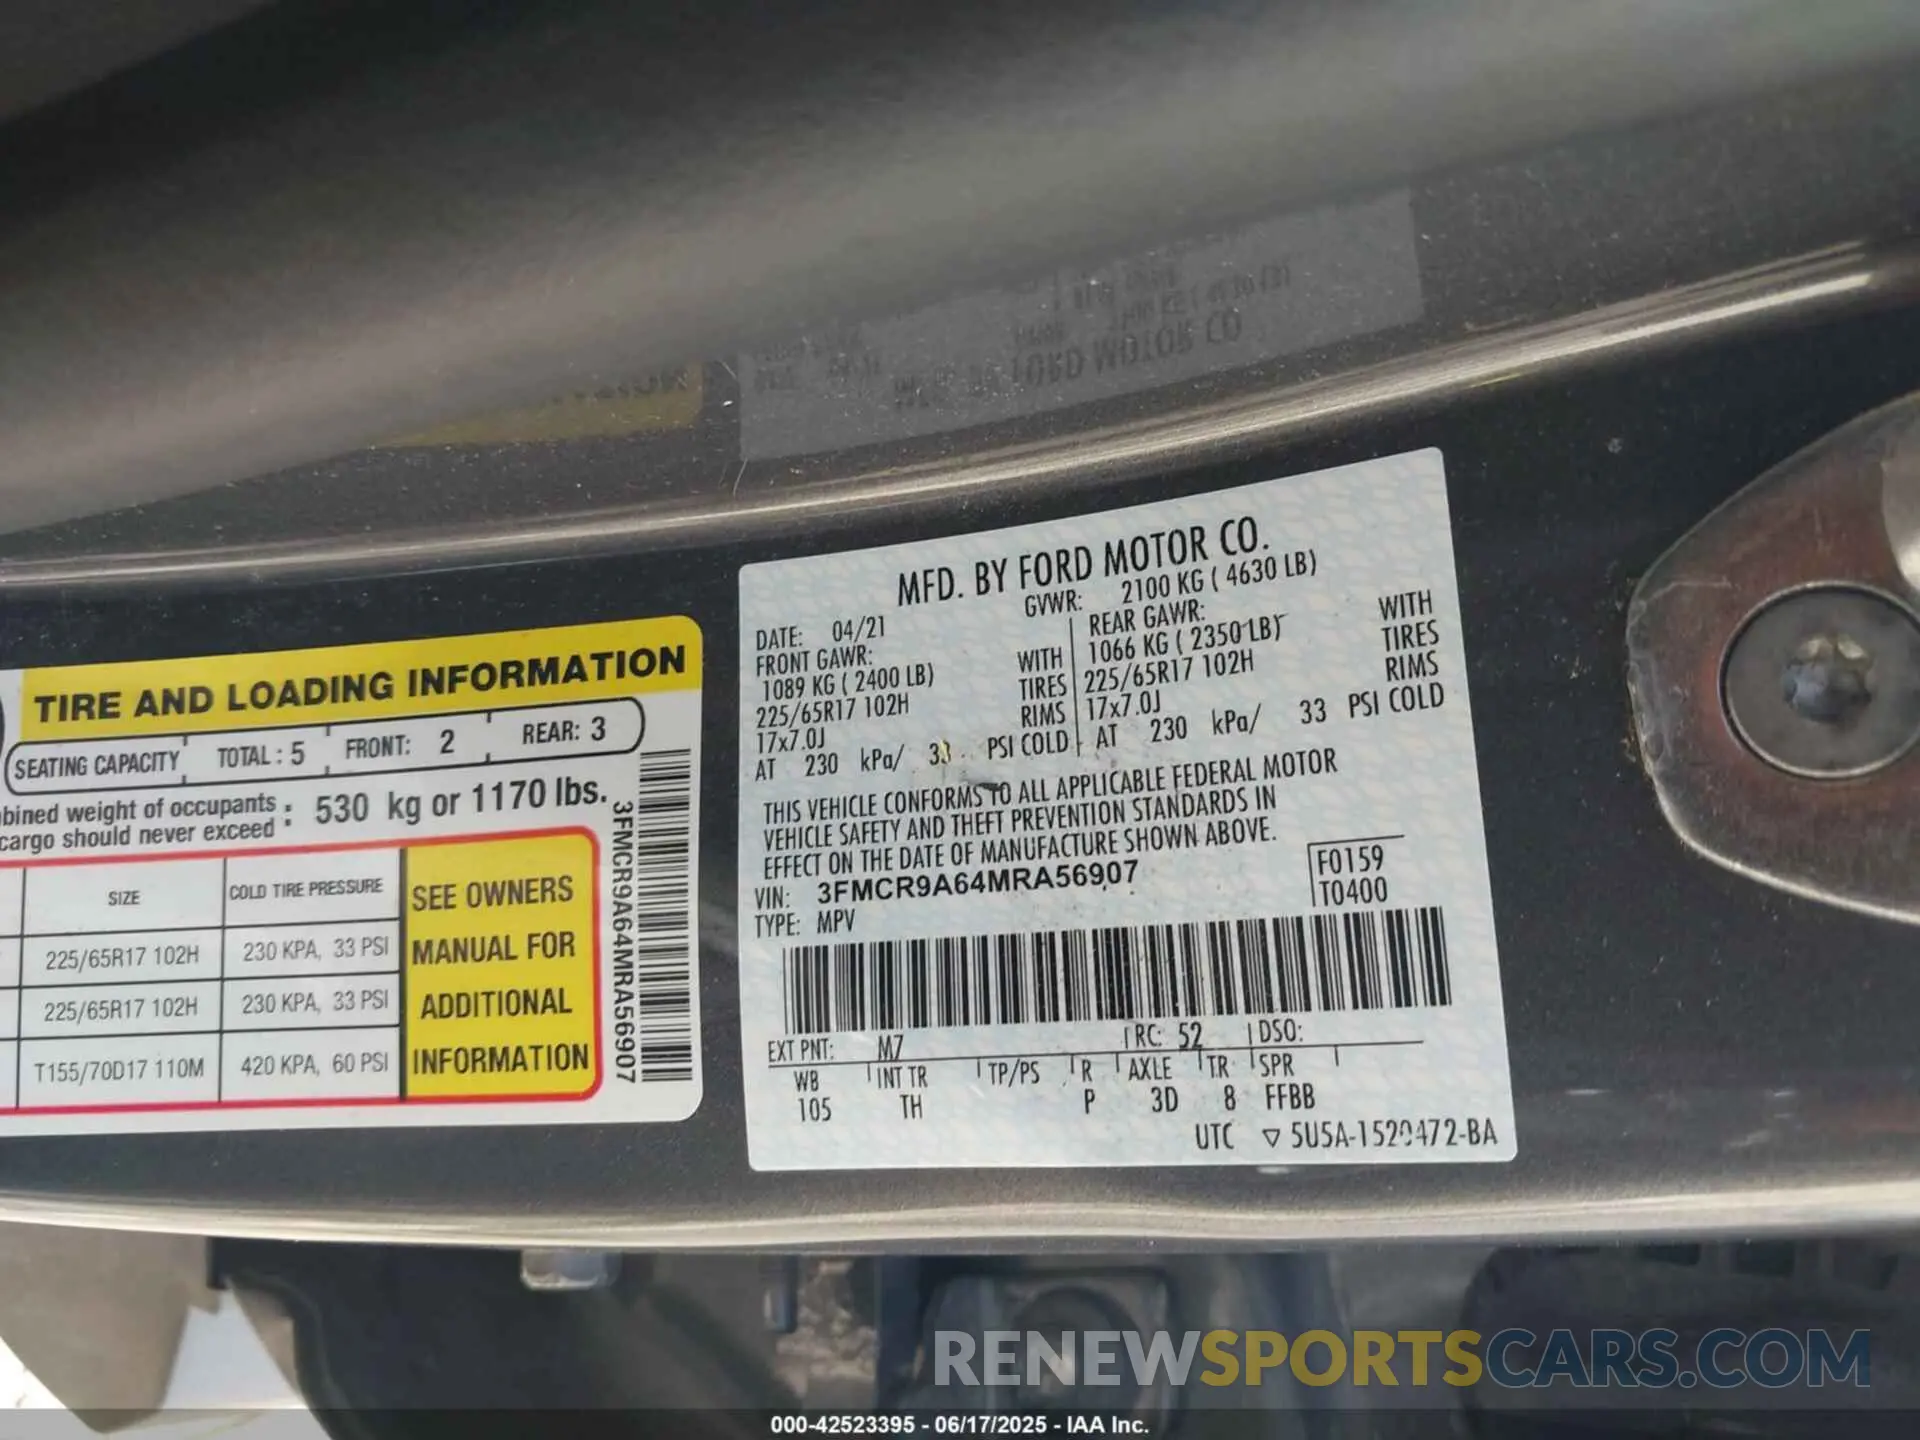 TIRE AND LOADING INFORMATION
SEATING CAPACITY TOTAL : 5 FRONT: 2 REAR: 3
bined weight of occupants : 530 kg or 1170 lbs.
cargo should never exceed
SIZE COLD TIRE PRESSURE
225/65R17 102H 230 KPA, 33 PSI
225/65R17 102H 230 KPA, 33 PSI
T155/70D17 110M 420 KPA, 60 PSI
SEE OWNERS
MANUAL FOR
ADDITIONAL
INFORMATION
3FMCR9A64MRA56907
MFD. BY FORD MOTOR CO.
DATE: 04/21 GVWR: 2100 KG ( 4630 LB)
FRONT GAWR: REAR GAWR:
1089 KG ( 2400 LB) WITH 1066 KG ( 2350 LB) WITH
225/65R17 102H TIRES 225/65R17 102H TIRES
17x7.0J RIMS 17x7.0J RIMS
AT 230 kPa/ 33 PSI COLD AT 230 kPa/ 33 PSI COLD
THIS VEHICLE CONFORMS TO ALL APPLICABLE FEDERAL MOTOR
VEHICLE SAFETY AND THEFT PREVENTION STANDARDS IN
EFFECT ON THE DATE OF MANUFACTURE SHOWN ABOVE.
VIN: 3FMCR9A64MRA56907 F0159
TYPE: MPV T0400
EXT PNT: M7 RC: 52 DSO:
WB INT TR TP/PS R AXLE TR SPR
105 TH P 3D 8 FFBB
UTC ▽ 5U5A-1520472-BA
RENEWSPORTSCARS.COM
000-42523395 - 06/17/2025 - IAA Inc.